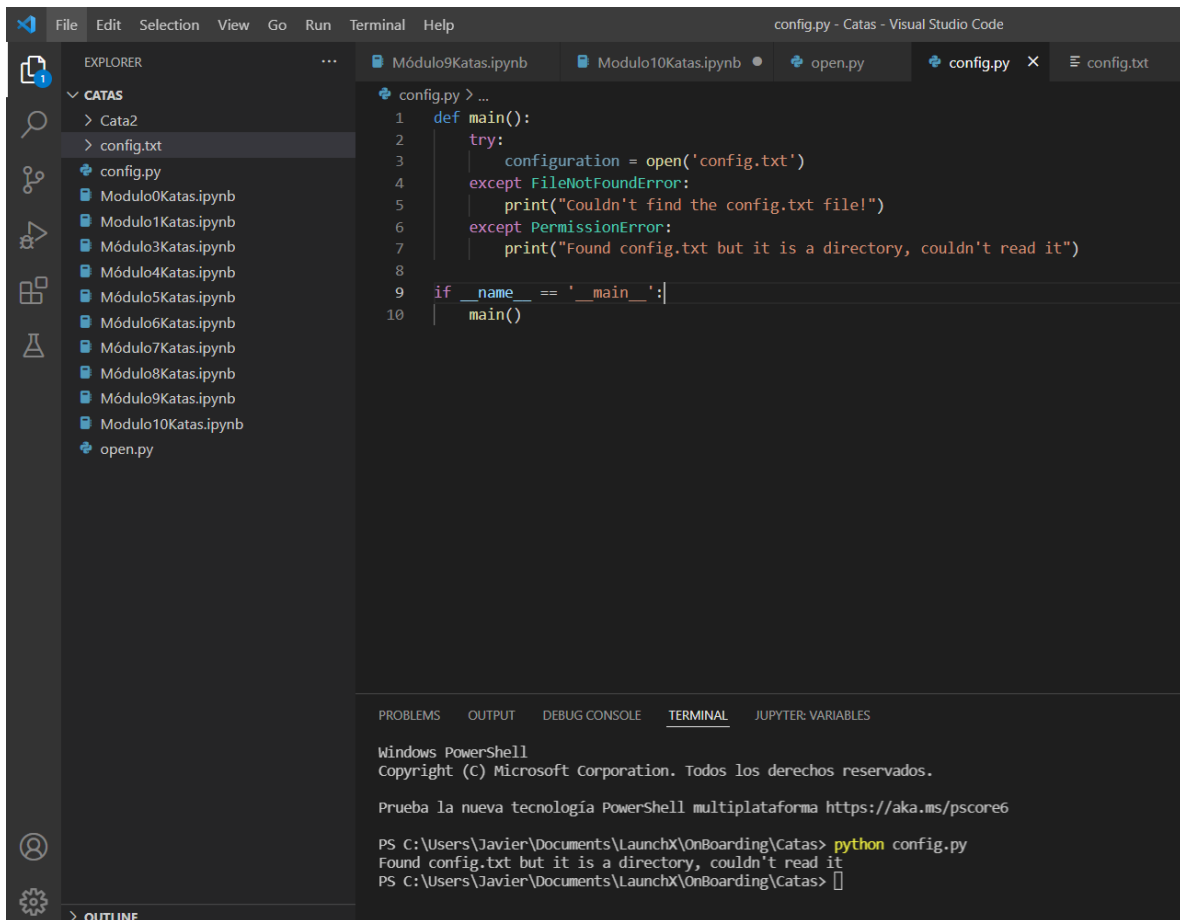 File Edit Selection View Go Run Terminal Help config.py - Catas - Visual Studio Code
EXPLORER ··· Módulo9Katas.ipynb Modulo10Katas.ipynb ● open.py config.py × config.txt
1
CATAS
Cata2
config.txt
config.py
Modulo0Katas.ipynb
Modulo1Katas.ipynb
Modulo3Katas.ipynb
Módulo4Katas.ipynb
Módulo5Katas.ipynb
Módulo6Katas.ipynb
Módulo7Katas.ipynb
Módulo8Katas.ipynb
Módulo9Katas.ipynb
Modulo10Katas.ipynb
open.py
OUTLINE
config.py > ...
1 def main():
2     try:
3         configuration = open('config.txt')
4     except FileNotFoundError:
5         print("Couldn't find the config.txt file!")
6     except PermissionError:
7         print("Found config.txt but it is a directory, couldn't read it")
8
9 if __name__ == '__main__':
10     main()
PROBLEMS OUTPUT DEBUG CONSOLE TERMINAL JUPYTER: VARIABLES
Windows PowerShell
Copyright (C) Microsoft Corporation. Todos los derechos reservados.
Prueba la nueva tecnología PowerShell multiplataforma https://aka.ms/pscore6
PS C:\Users\Javier\Documents\LaunchX\OnBoarding\Catas> python config.py
Found config.txt but it is a directory, couldn't read it
PS C:\Users\Javier\Documents\LaunchX\OnBoarding\Catas>